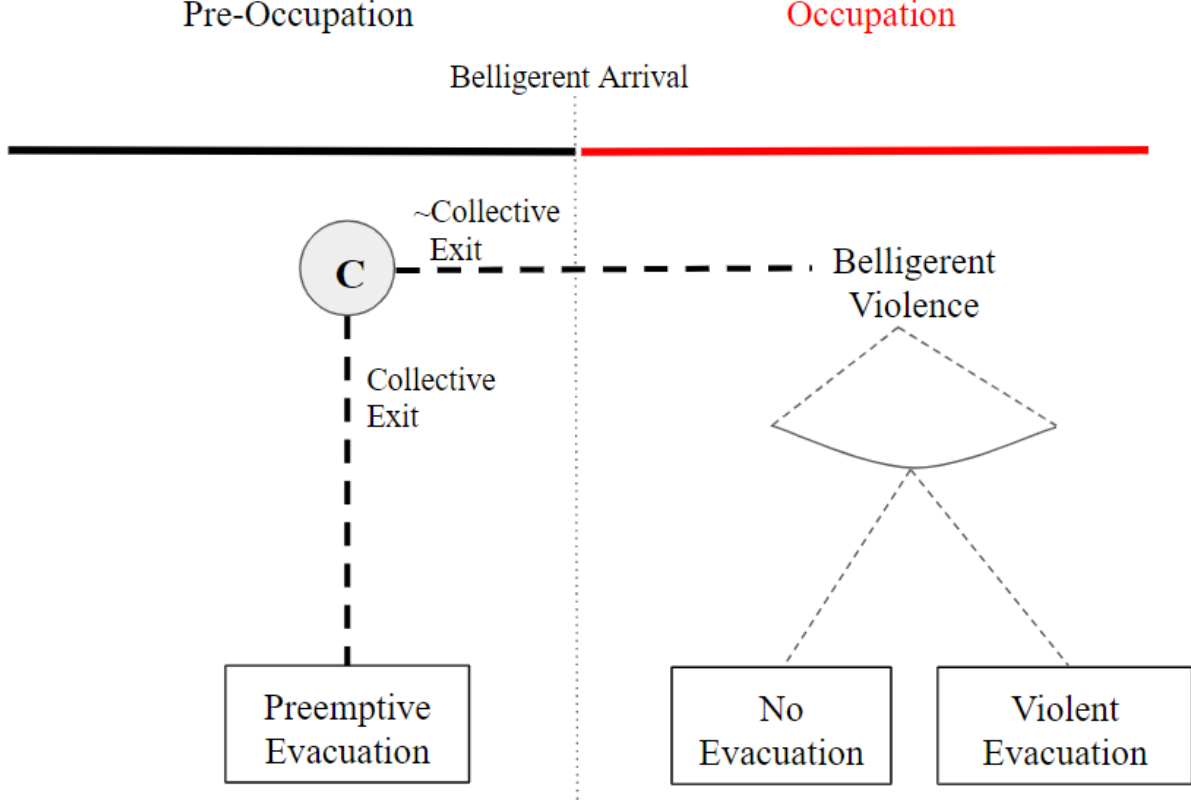 Pre-Occupation
Occupation
Belligerent Arrival
~Collective
Exit
C
Belligerent
Violence
Collective
Exit
Preemptive
Evacuation
No
Evacuation
Violent
Evacuation